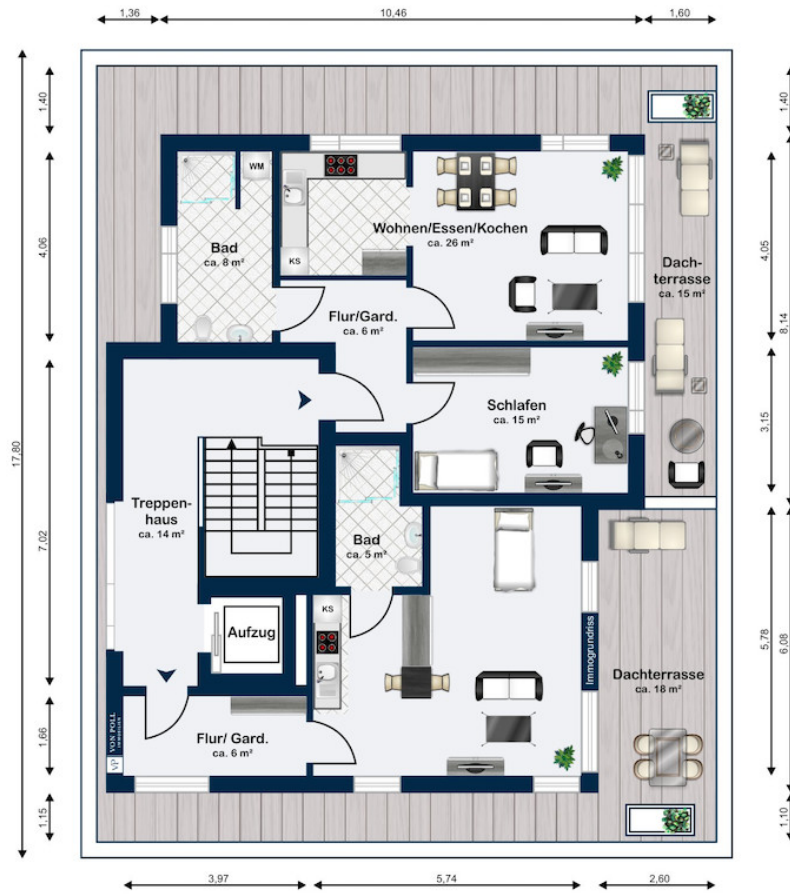 1,36
10,46
1,60
1,40
1,40
WM
Wohnen/Essen/Kochen
ca. 26 m²
4,06
Bad
ca. 8 m²
KS
Dach-
terrasse
ca. 15 m²
4,05
8,14
Flur/Gard.
ca. 6 m²
Schlafen
ca. 15 m²
3,15
17,80
7,02
Treppen-
haus
ca. 14 m²
Bad
ca. 5 m²
KS
Aufzug
Immogrundriss
5,78
6,08
Dachterrasse
ca. 18 m²
1,66
VP
VON POLL
IMMOBILIEN
Flur/ Gard.
ca. 6 m²
1,15
1,10
3,97
5,74
2,60